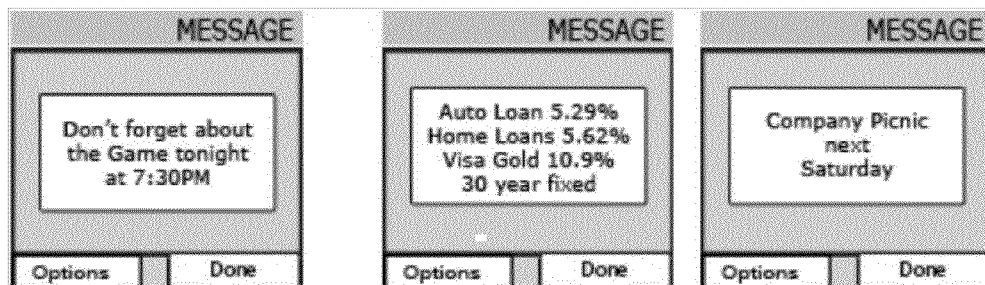 MESSAGE
Don't forget about
the Game tonight
at 7:30PM
Options
Done
MESSAGE
Auto Loan 5.29%
Home Loans 5.62%
Visa Gold 10.9%
30 year fixed
Options
Done
MESSAGE
Company Picnic
next
Saturday
Options
Done